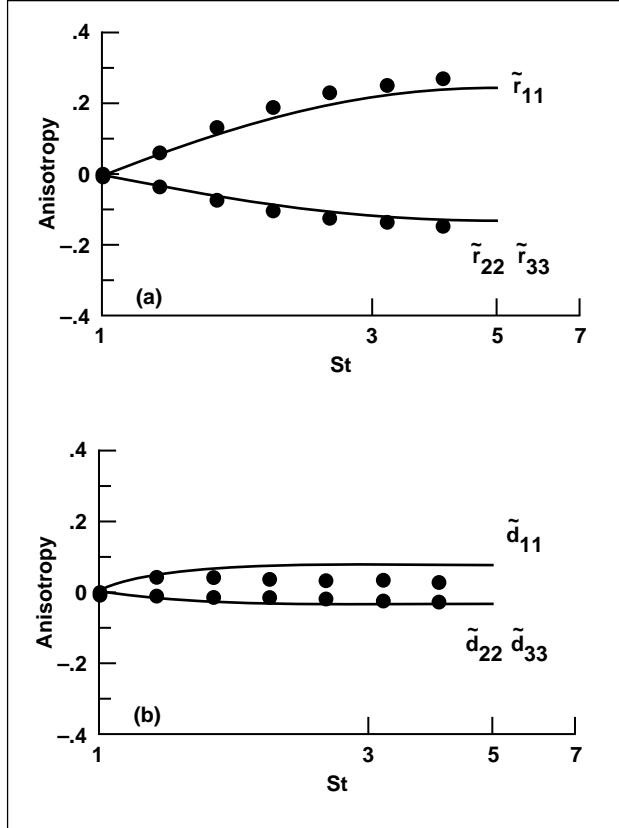 .4
.2
0
–.2
–.4
Anisotropy
r̃11
r̃22 r̃33
(a)
1 3 5 7
St
.4
.2
0
–.2
–.4
Anisotropy
d̃11
d̃22 d̃33
(b)
1 3 5 7
St